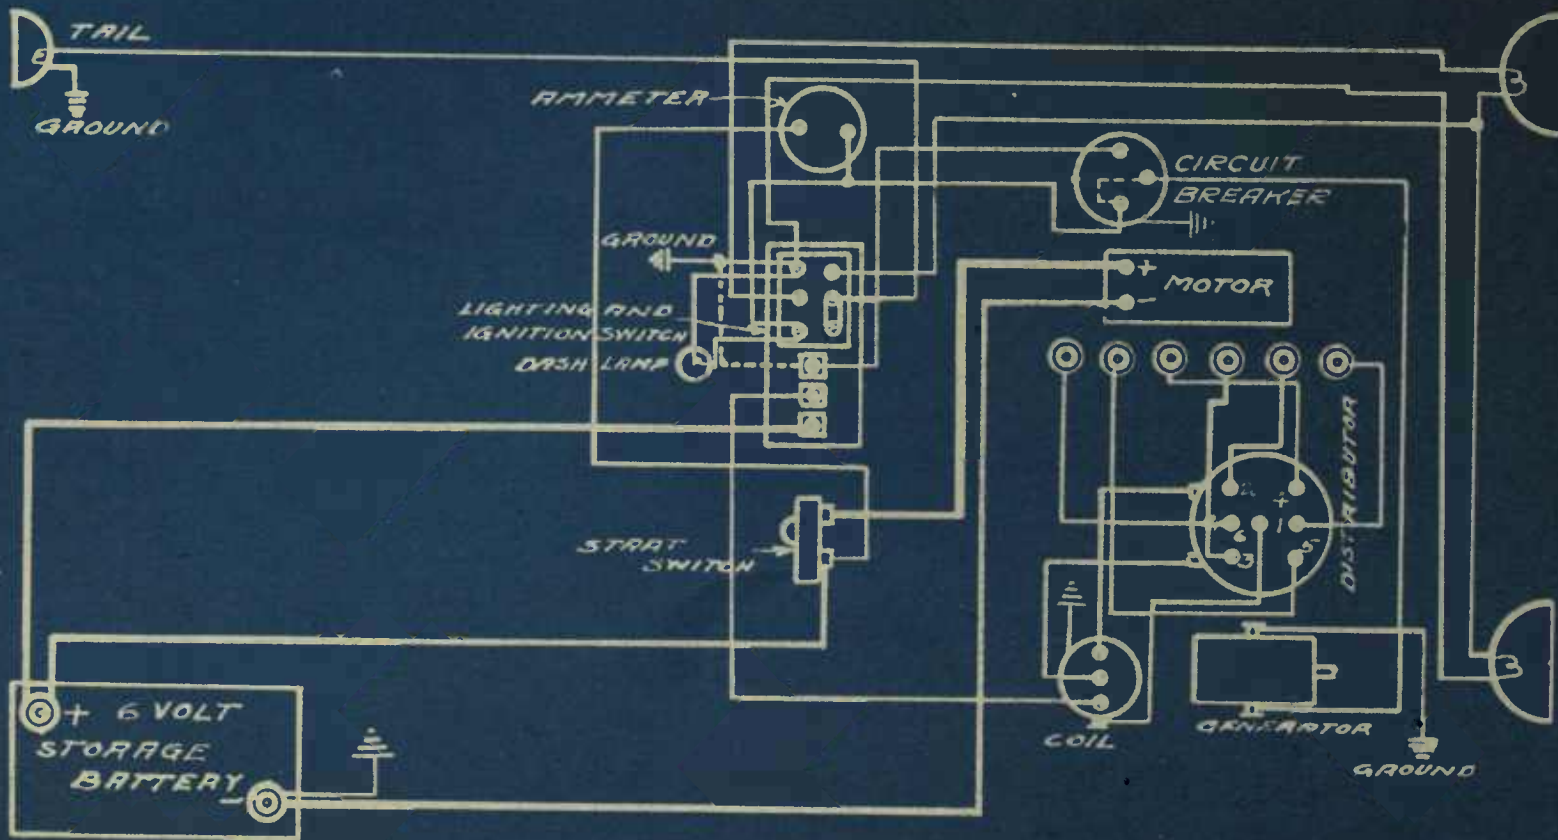 TAIL
GROUND
AMMETER
CIRCUIT
BREAKER
GROUND
+
MOTOR
-
LIGHTING AND
IGNITION SWITCH
DASH LAMP
DISTRIBUTOR
2 4
6 1
3 5
STRAT
SWITCH
+ 6 VOLT
STORAGE
BATTERY
-
COIL
GENERATOR
GROUND